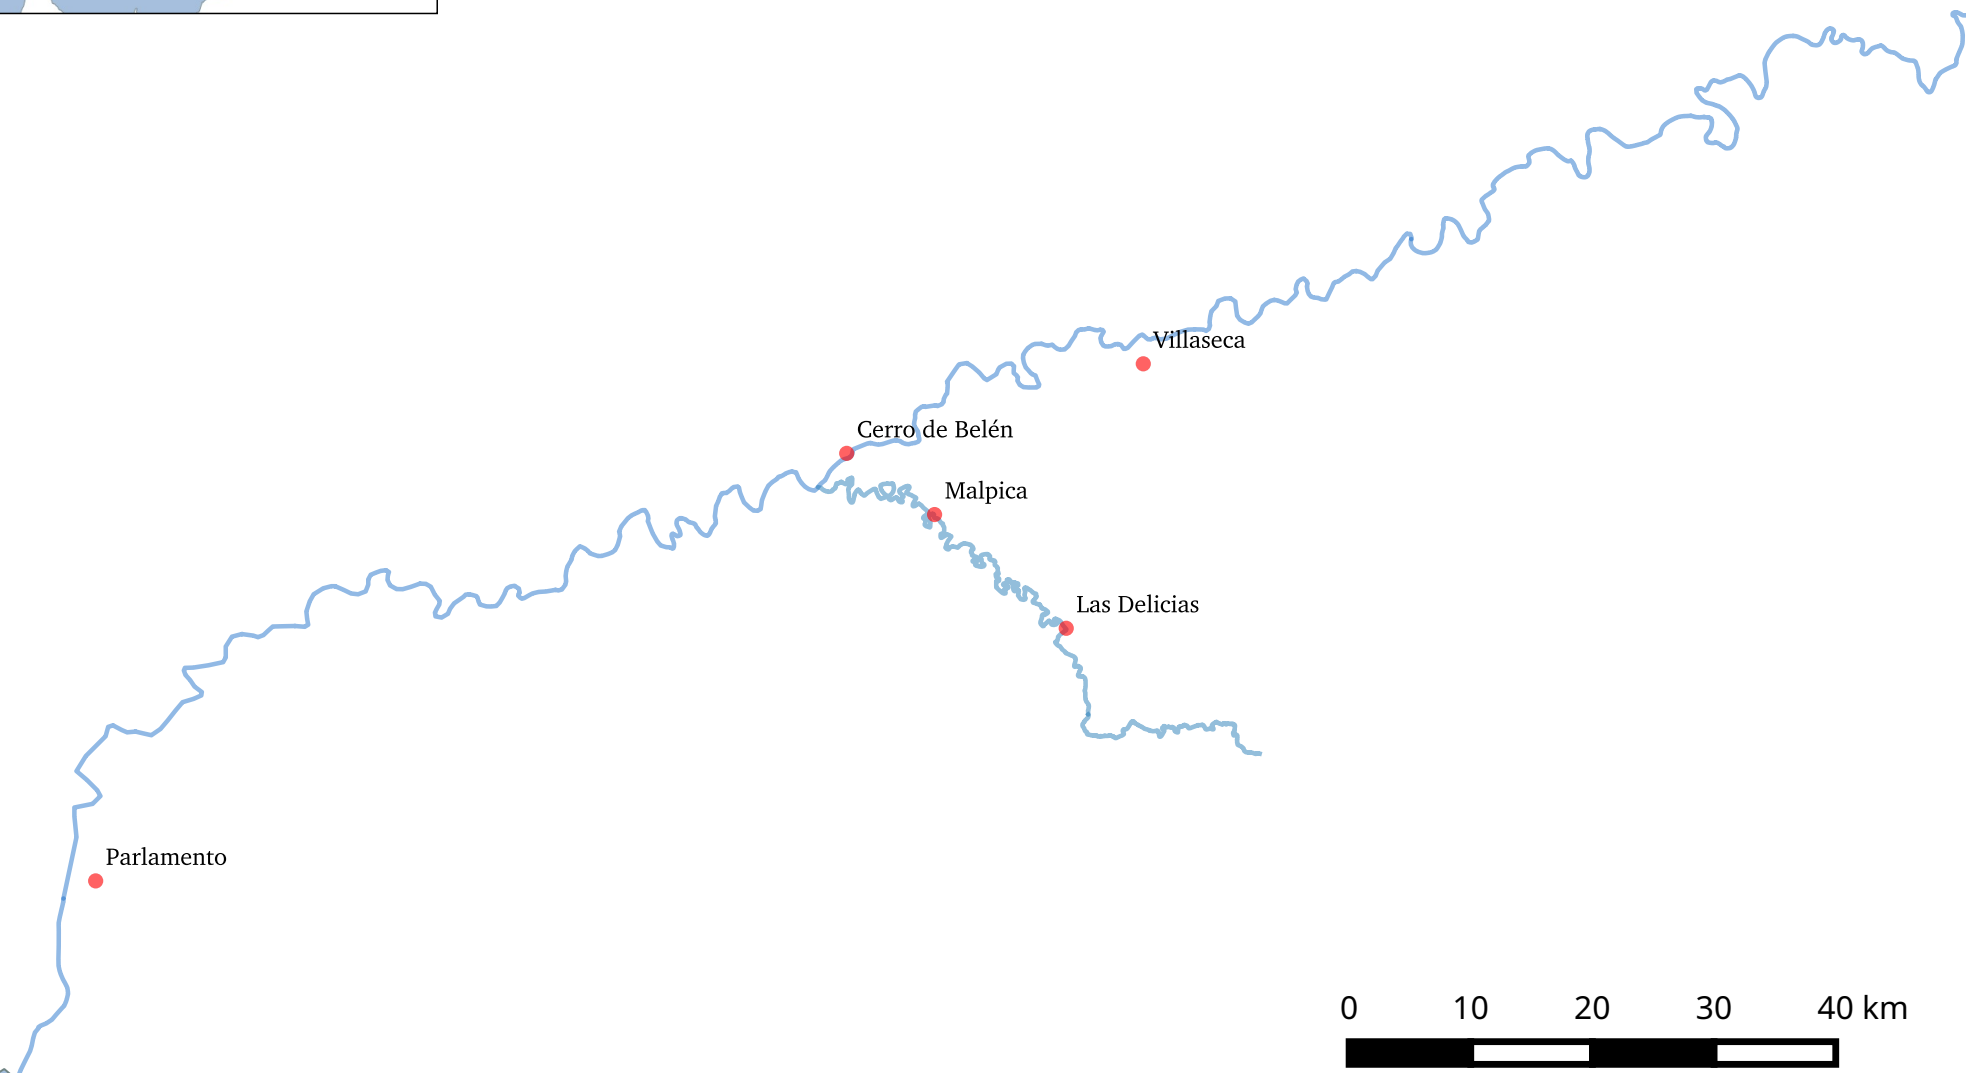 Villaseca
Cerro de Belén
Malpica
Las Delicias
Parlamento
0 10 20 30 40 km